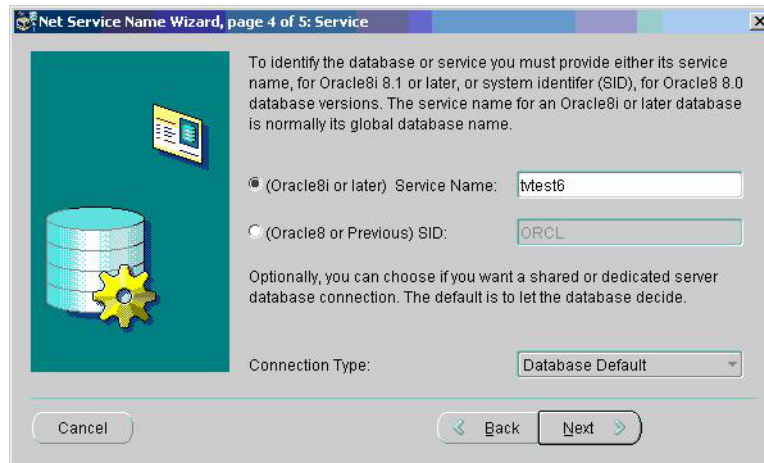 Net Service Name Wizard, page 4 of 5: Service
To identify the database or service you must provide either its service
name, for Oracle8i 8.1 or later, or system identifer (SID), for Oracle8 8.0
database versions. The service name for an Oracle8i or later database
is normally its global database name.
(Oracle8i or later) Service Name: tvtest6
(Oracle8 or Previous) SID: ORCL
Optionally, you can choose if you want a shared or dedicated server
database connection. The default is to let the database decide.
Connection Type: Database Default
Cancel Back Next